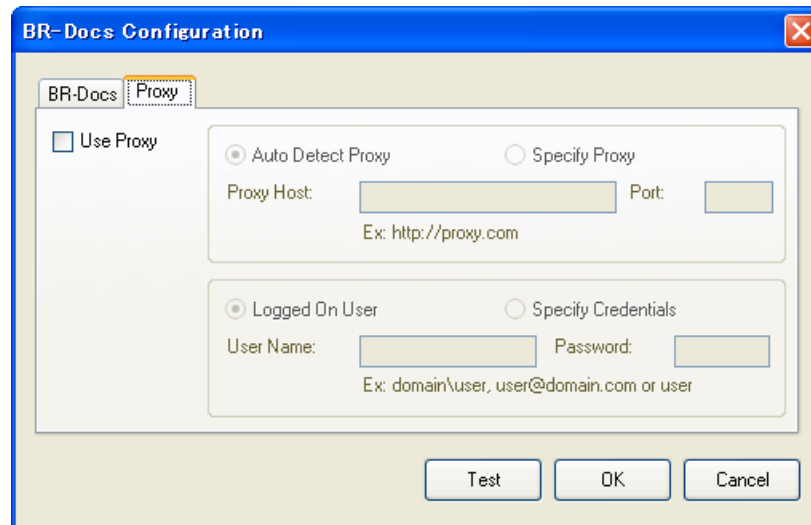 BR-Docs Configuration
BR-Docs Proxy
Use Proxy
Auto Detect Proxy Specify Proxy
Proxy Host: Port:
Ex: http://proxy.com
Logged On User Specify Credentials
User Name: Password:
Ex: domain\user, user@domain.com or user
Test OK Cancel